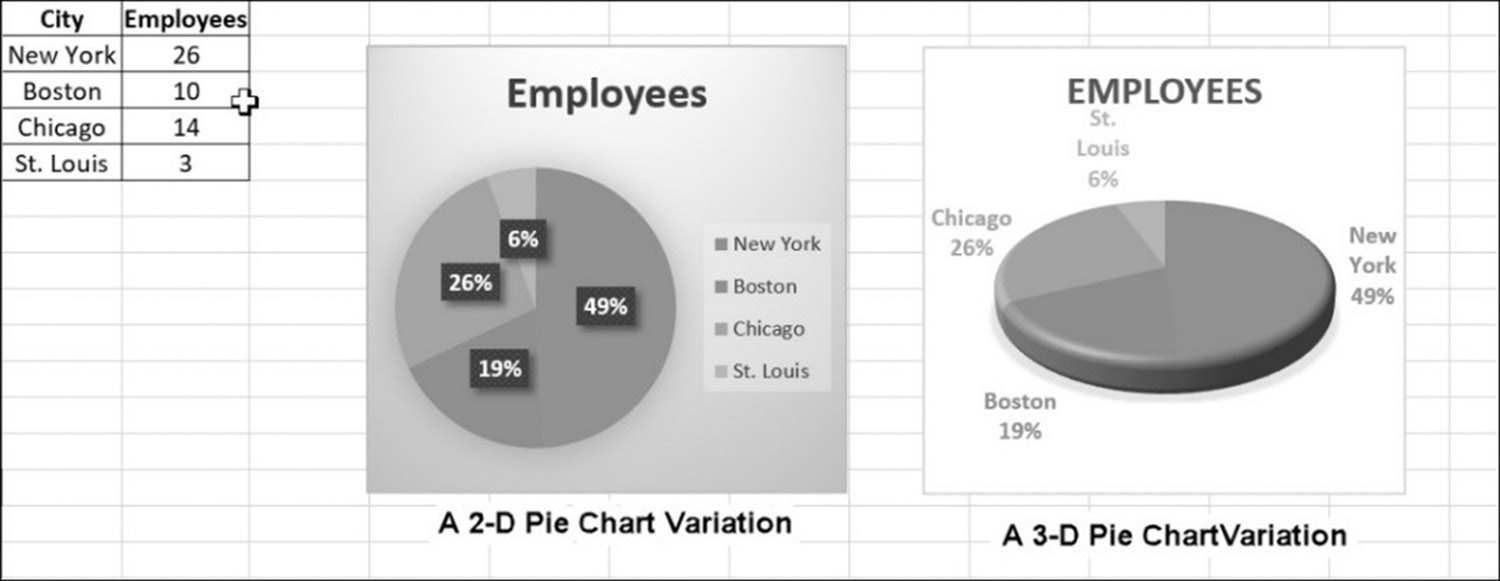 City Employees
New York 26
Boston 10
Chicago 14
St. Louis 3
Employees
6%
26%
49%
19%
New York
Boston
Chicago
St. Louis
A 2-D Pie Chart Variation
EMPLOYEES
St.
Louis
6%
Chicago
26%
New
York
49%
Boston
19%
A 3-D Pie ChartVariation